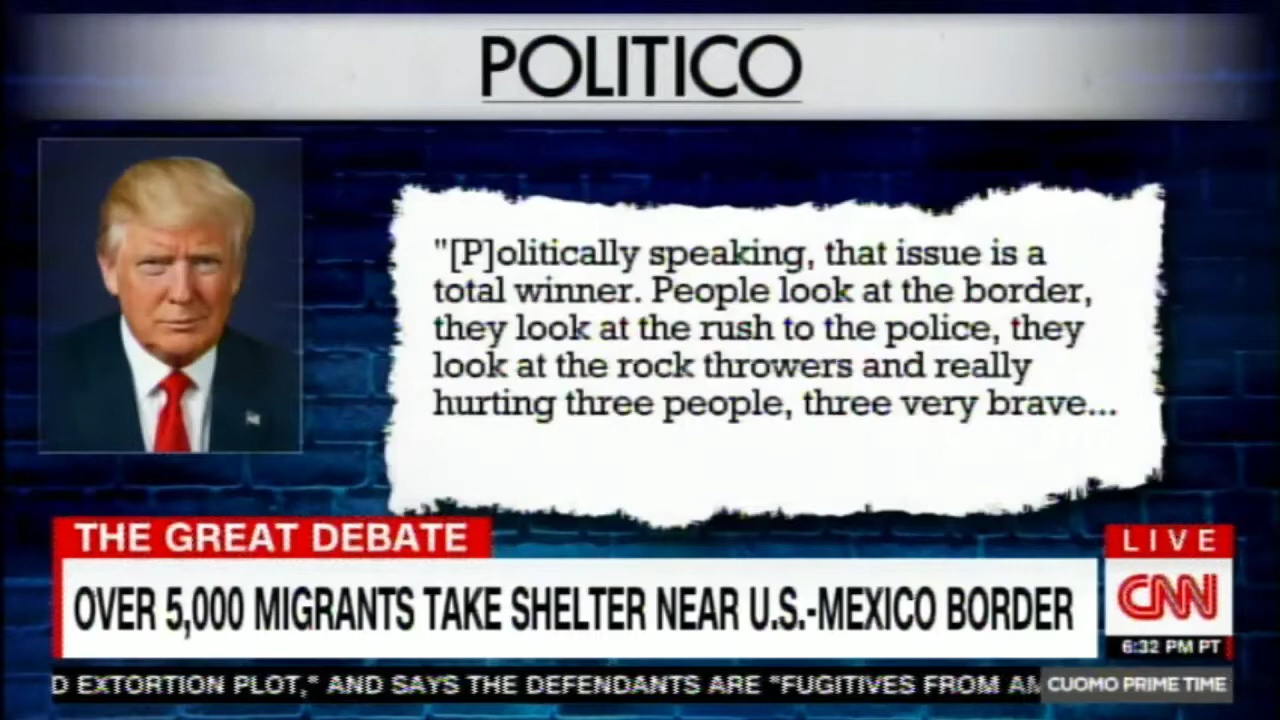 POLITICO
"[P]olitically speaking, that issue is a
total winner. People look at the border,
they look at the rush to the police, they
look at the rock throwers and really
hurting three people, three very brave...
THE GREAT DEBATE
OVER 5,000 MIGRANTS TAKE SHELTER NEAR U.S.-MEXICO BORDER
LIVE
CNN
6:32 PM PT
D EXTORTION PLOT," AND SAYS THE DEFENDANTS ARE "FUGITIVES FROM AM
CUOMO PRIME TIME